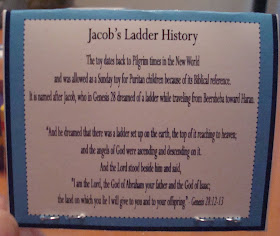 Jacob's Ladder History
The toy dates back to Pilgrim times in the New World
and was allowed as a Sunday toy for Puritan children because of its Biblical reference.
It is named after Jacob, who in Genesis 28 dreamed of a ladder while traveling from Beersheba toward Haran.
"And he dreamed that there was a ladder set up on the earth, the top of it reaching to heaven;
and the angels of God were ascending and descending on it.
And the Lord stood beside him and said,
"I am the Lord, the God of Abraham your father and the God of Isaac;
the land on which you lie I will give to you and to your offspring" -Genesis 28:12-13